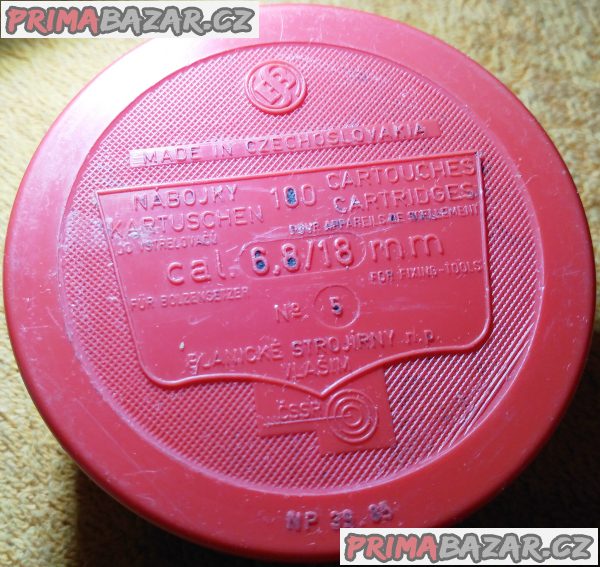 PRIMABAZAR.CZ
MADE IN CZECHOSLOVAKIA
NÁBOJKY 100 CARTOUCHES
KARTUSCHEN CARTRIDGES
DO VSTŘELOVAČŮ POUR APPAREILS DE SCELLEMENT
cal. 6,8/18 mm
FÜR BOLZENSETZER FOR FIXING-TOOLS
Nº 5
BLANICKÉ STROJÍRNY n. p.
VLAŠIM
ČSSR
NP 39 85
PRIMABAZAR.CZ